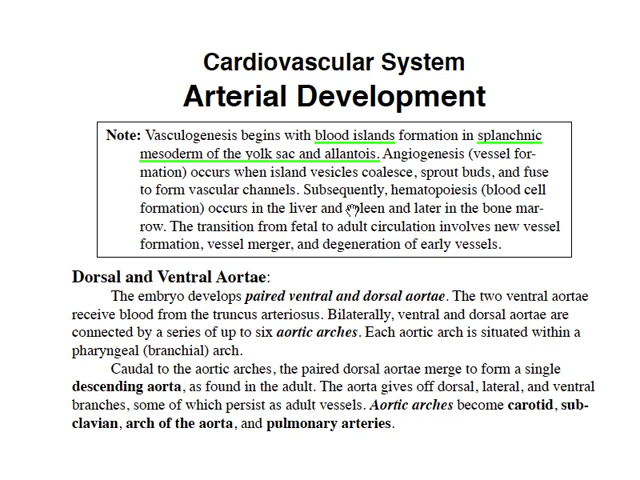 Cardiovascular System
Arterial Development
Note: Vasculogenesis begins with blood islands formation in splanchnic
mesoderm of the yolk sac and allantois. Angiogenesis (vessel for-
mation) occurs when island vesicles coalesce, sprout buds, and fuse
to form vascular channels. Subsequently, hematopoiesis (blood cell
formation) occurs in the liver and spleen and later in the bone mar-
row. The transition from fetal to adult circulation involves new vessel
formation, vessel merger, and degeneration of early vessels.
Dorsal and Ventral Aortae:
The embryo develops paired ventral and dorsal aortae. The two ventral aortae
receive blood from the truncus arteriosus. Bilaterally, ventral and dorsal aortae are
connected by a series of up to six aortic arches. Each aortic arch is situated within a
pharyngeal (branchial) arch.
Caudal to the aortic arches, the paired dorsal aortae merge to form a single
descending aorta, as found in the adult. The aorta gives off dorsal, lateral, and ventral
branches, some of which persist as adult vessels. Aortic arches become carotid, sub-
clavian, arch of the aorta, and pulmonary arteries.